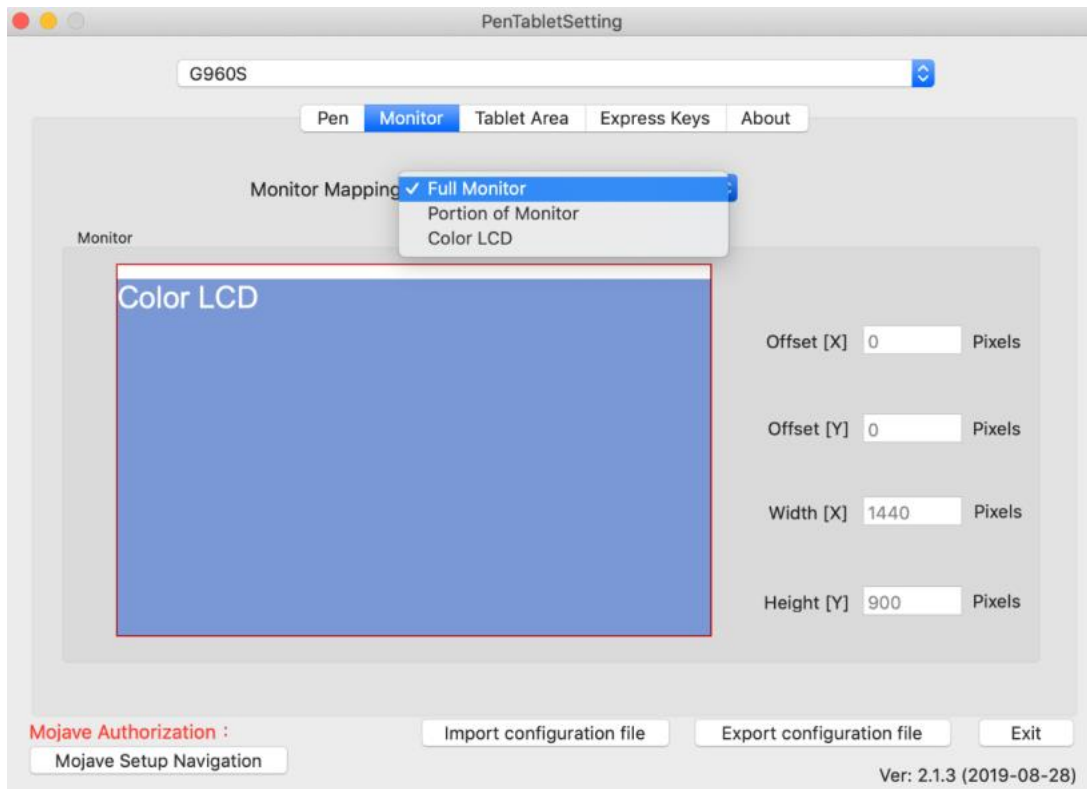 PenTabletSetting
G960S
Pen Monitor Tablet Area Express Keys About
Monitor Mapping ✓ Full Monitor
Portion of Monitor
Color LCD
Monitor
Color LCD
Offset [X] 0 Pixels
Offset [Y] 0 Pixels
Width [X] 1440 Pixels
Height [Y] 900 Pixels
Mojave Authorization :
Import configuration file Export configuration file Exit
Mojave Setup Navigation
Ver: 2.1.3 (2019-08-28)